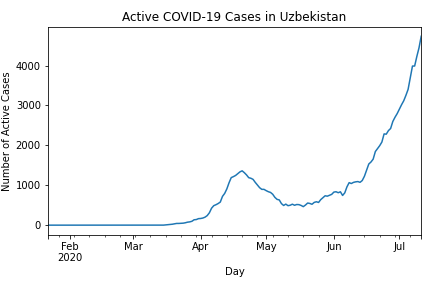 Active COVID-19 Cases in Uzbekistan
Number of Active Cases
4000
3000
2000
1000
0
Feb
2020
Mar
Apr
May
Jun
Jul
Day